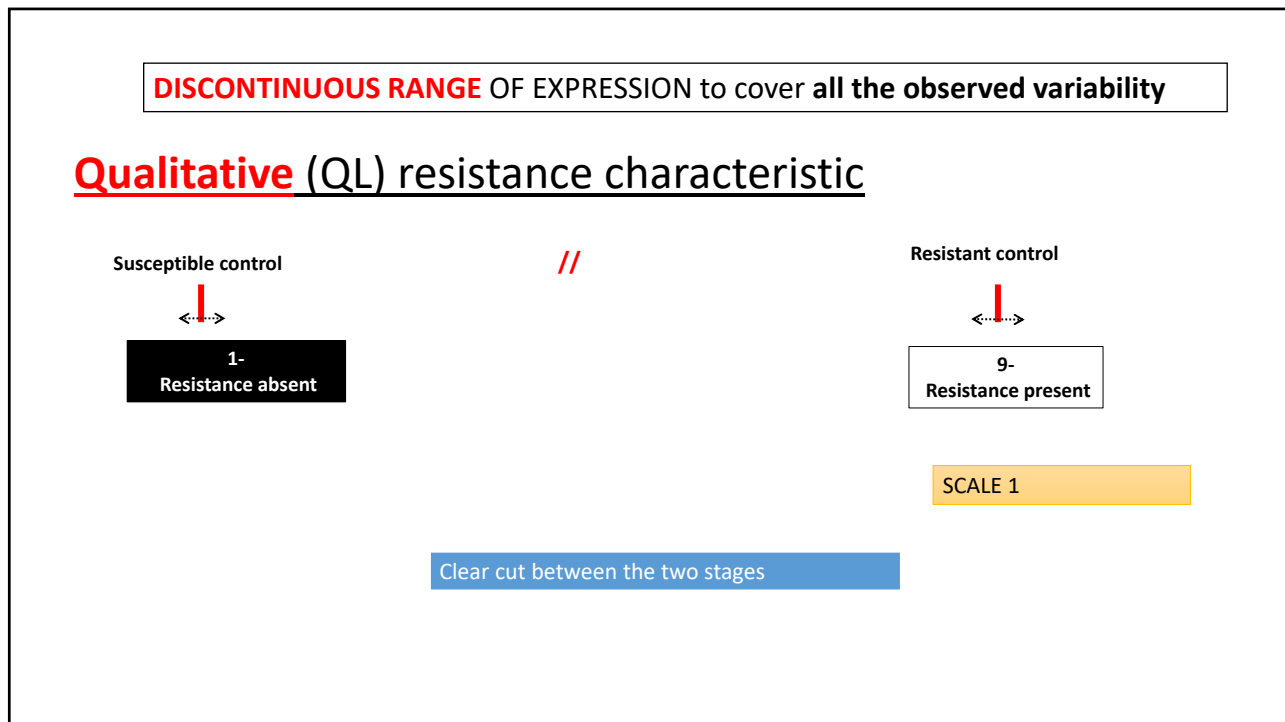 DISCONTINUOUS RANGE OF EXPRESSION to cover all the observed variability
Qualitative (QL) resistance characteristic
Susceptible control
//
Resistant control
1-
Resistance absent
9-
Resistance present
SCALE 1
Clear cut between the two stages